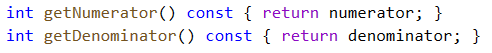 int getNumerator() const { return numerator; }
int getDenominator() const { return denominator; }